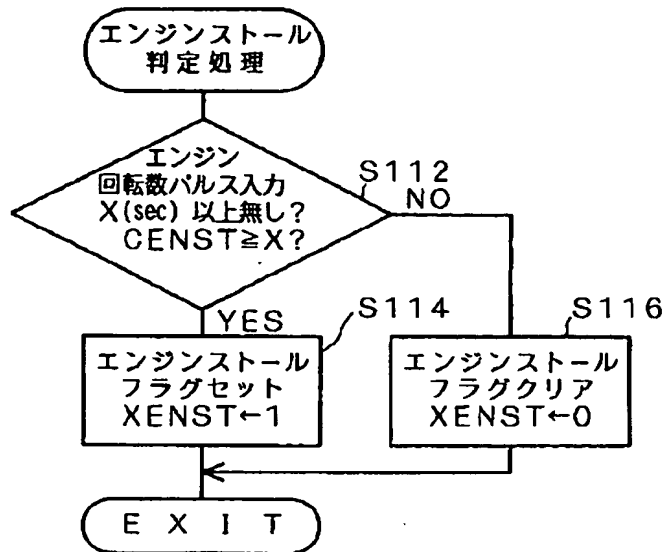 エンジンストール
判定処理
エンジン
回転数パルス入力
X(sec) 以上無し?
CENST≧X?
S112
NO
YES
S114
エンジンストール
フラグセット
XENST←1
S116
エンジンストール
フラグクリア
XENST←0
EXIT